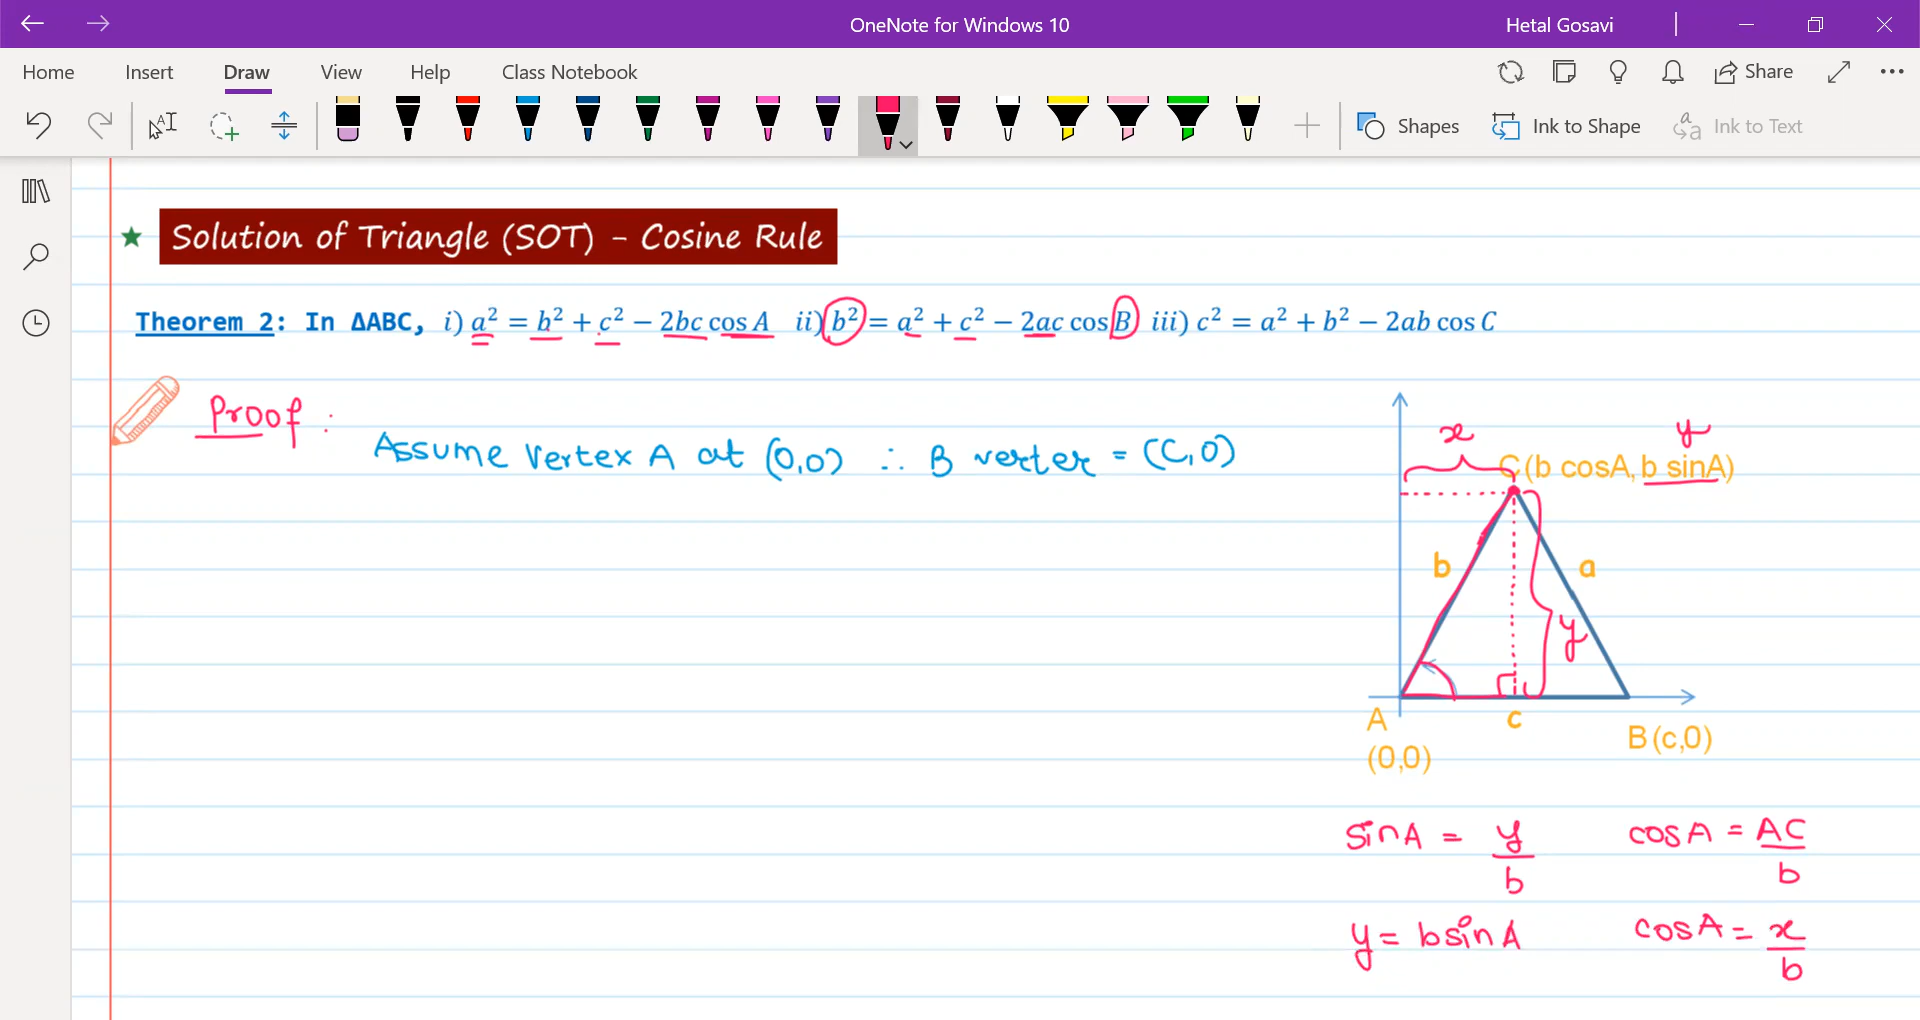 OneNote for Windows 10
Hetal Gosavi
Home Insert Draw View Help Class Notebook Share
Shapes Ink to Shape Ink to Text
Solution of Triangle (SOT) - Cosine Rule
Theorem 2: In ΔABC, i) a² = b² + c² − 2bc cos A ii) b² = a² + c² − 2ac cos B iii) c² = a² + b² − 2ab cos C
Proof :
Assume Vertex A at (0,0) ∴ B verter = (C,0)
x y
C (b cosA, b sinA)
b a
y
A c
(0,0) B (c,0)
sinA = y/b cosA = AC/b
y = bsinA cosA = x/b